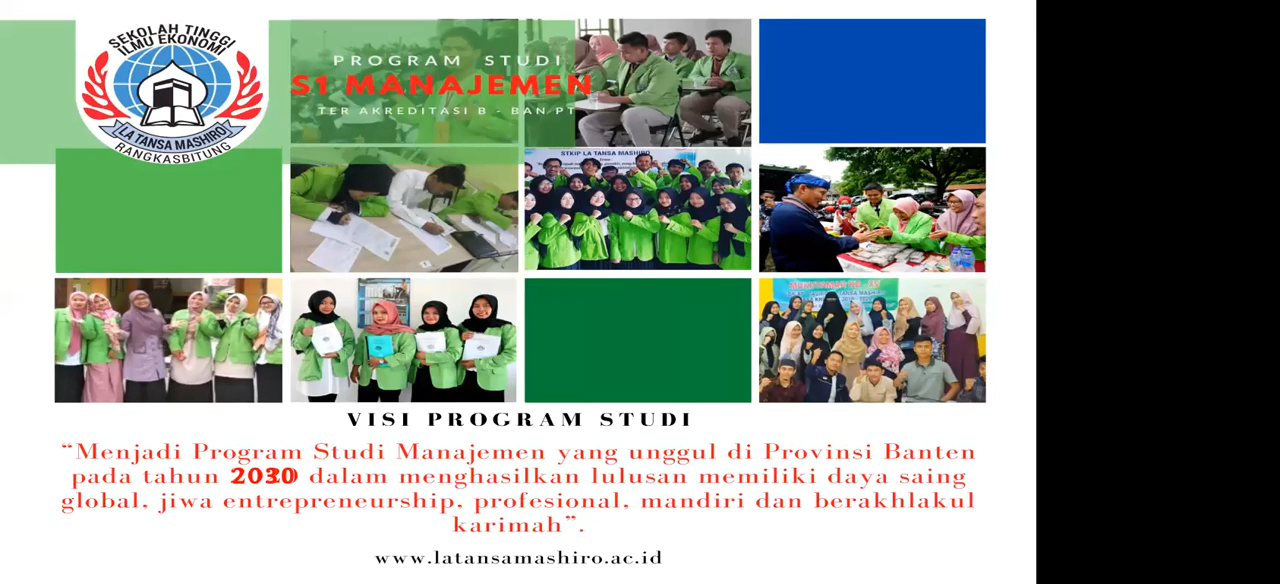 SEKOLAH TINGGI
ILMU EKONOMI
LA TANSA MASHIRO
RANGKASBITUNG
PROGRAM STUDI
S1 MANAJEMEN
TER AKREDITASI B - BAN PT
STKIP LA TANSA MASHIRO
VISI PROGRAM STUDI
“Menjadi Program Studi Manajemen yang unggul di Provinsi Banten
pada tahun 2030 dalam menghasilkan lulusan memiliki daya saing
global, jiwa entrepreneurship, profesional, mandiri dan berakhlakul
karimah”.
www.latansamashiro.ac.id